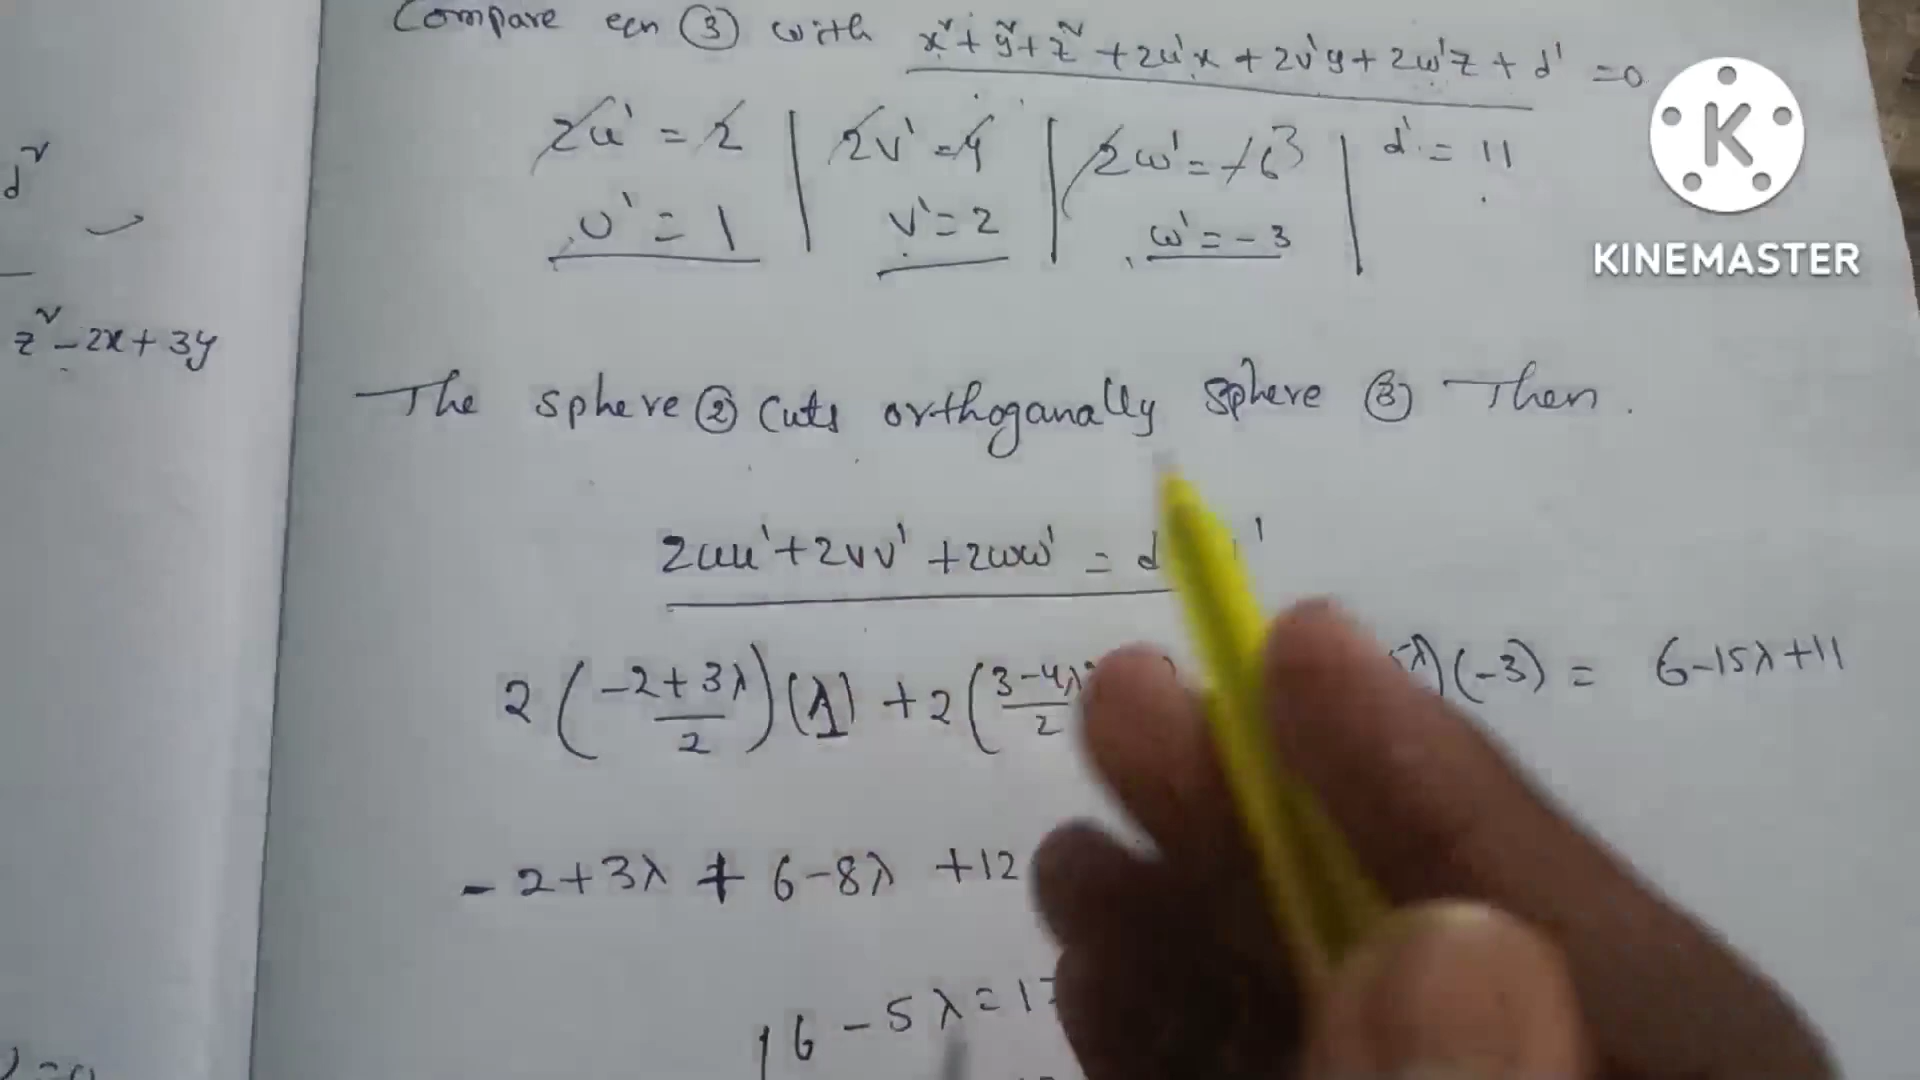 Compare eqn ③ with x² + y² + z² + 2u'x + 2v'y + 2w'z + d' = 0
2u' = 2 | 2v' = 4 | 2w' = -6 3 | d' = 11
u' = 1 | v' = 2 | w' = -3
d²
z² - 2x + 3y
The sphere ② cuts orthoganally sphere ③ Then.
2uu' + 2vv' + 2ww' = d '
2(-2+3λ/2)(1) + 2(3-4λ/2 λ)(-3) = 6-15λ+11
-2+3λ + 6-8λ +12
16 - 5λ = 17
= 0
K
KINEMASTER